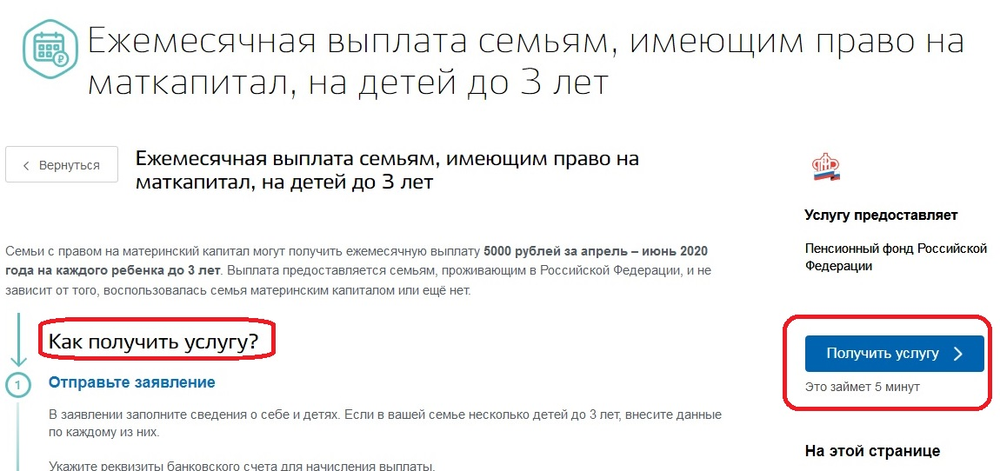 Ежемесячная выплата семьям, имеющим право на
маткапитал, на детей до 3 лет
Вернуться
Ежемесячная выплата семьям, имеющим право на
маткапитал, на детей до 3 лет
Семьи с правом на материнский капитал могут получить ежемесячную выплату 5000 рублей за апрель – июнь 2020
года на каждого ребенка до 3 лет. Выплата предоставляется семьям, проживающим в Российской Федерации, и не
зависит от того, воспользовалась семья материнским капиталом или ещё нет.
Как получить услугу?
1
Отправьте заявление
В заявлении заполните сведения о себе и детях. Если в вашей семье несколько детей до 3 лет, внесите данные
по каждому из них.
Укажите реквизиты банковского счета для начисления выплаты.
Услугу предоставляет
Пенсионный фонд Российской
Федерации
Получить услугу
Это займет 5 минут
На этой странице